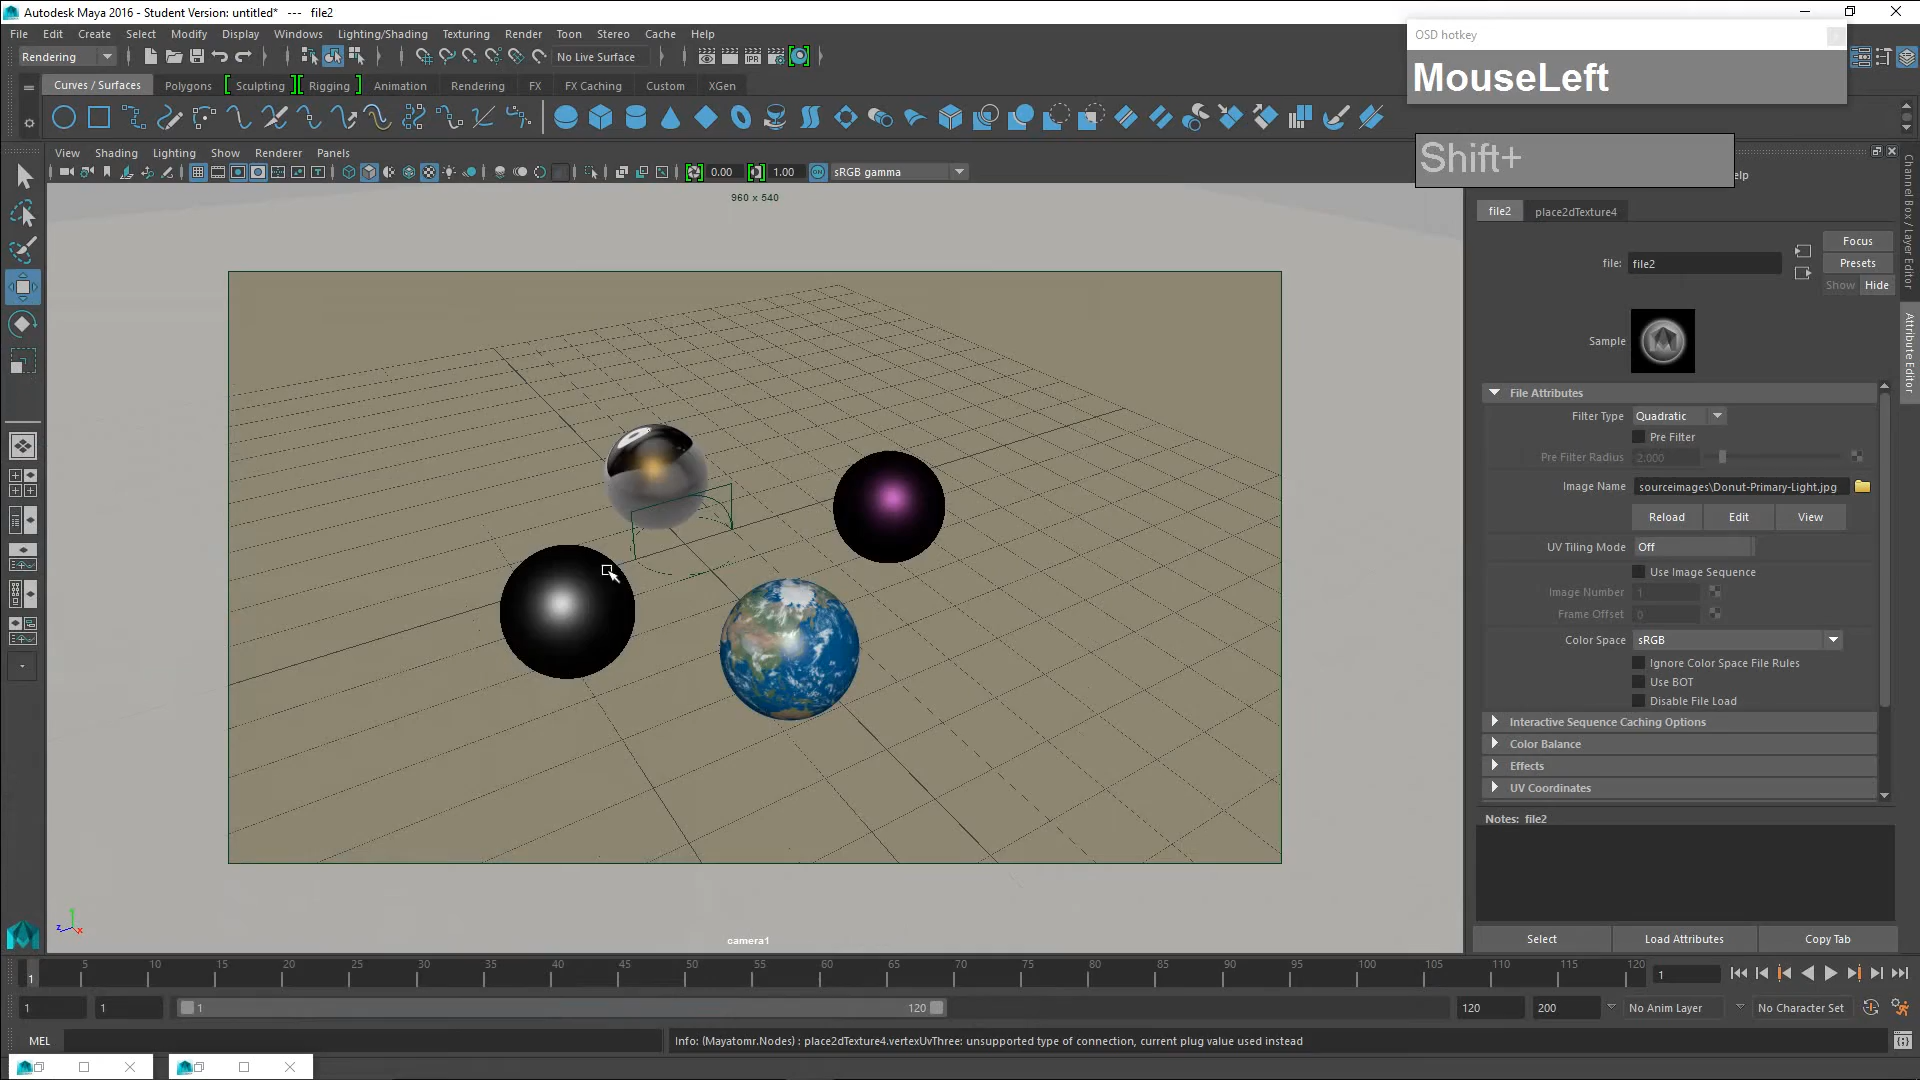 Autodesk Maya 2016 - Student Version: untitled* --- file2
OSD hotkey
File Edit Create Select Modify Display Windows Lighting/Shading Texturing Render Toon Stereo Cache Help
Rendering
No Live Surface
MouseLeft
Curves / Surfaces Polygons Sculpting Rigging Animation Rendering FX FX Caching Custom XGen
Shift+
View Shading Lighting Show Renderer Panels
0.00 1.00 sRGB gamma
elp
960 x 540
file2 place2dTexture4
Focus
file: file2
Presets
Show Hide
Sample
File Attributes
Filter Type Quadratic
Pre Filter
Pre Filter Radius 2.000
Image Name sourceimages\Donut-Primary-Light.jpg
Reload Edit View
UV Tiling Mode Off
Use Image Sequence
Image Number 1
Frame Offset 0
Color Space sRGB
Ignore Color Space File Rules
Use BOT
Disable File Load
Interactive Sequence Caching Options
Color Balance
Effects
UV Coordinates
Notes: file2
Select Load Attributes Copy Tab
Channel Box / Layer Editor
Attribute Editor
z x
camera1
1 5 10 15 20 25 30 35 40 45 50 55 60 65 70 75 80 85 90 95 100 105 110 115 120 1
1 1 1 120 120 200 No Anim Layer No Character Set
MEL
Info: (Mayatomr.Nodes) : place2dTexture4.vertexUvThree: unsupported type of connection, current plug value used instead